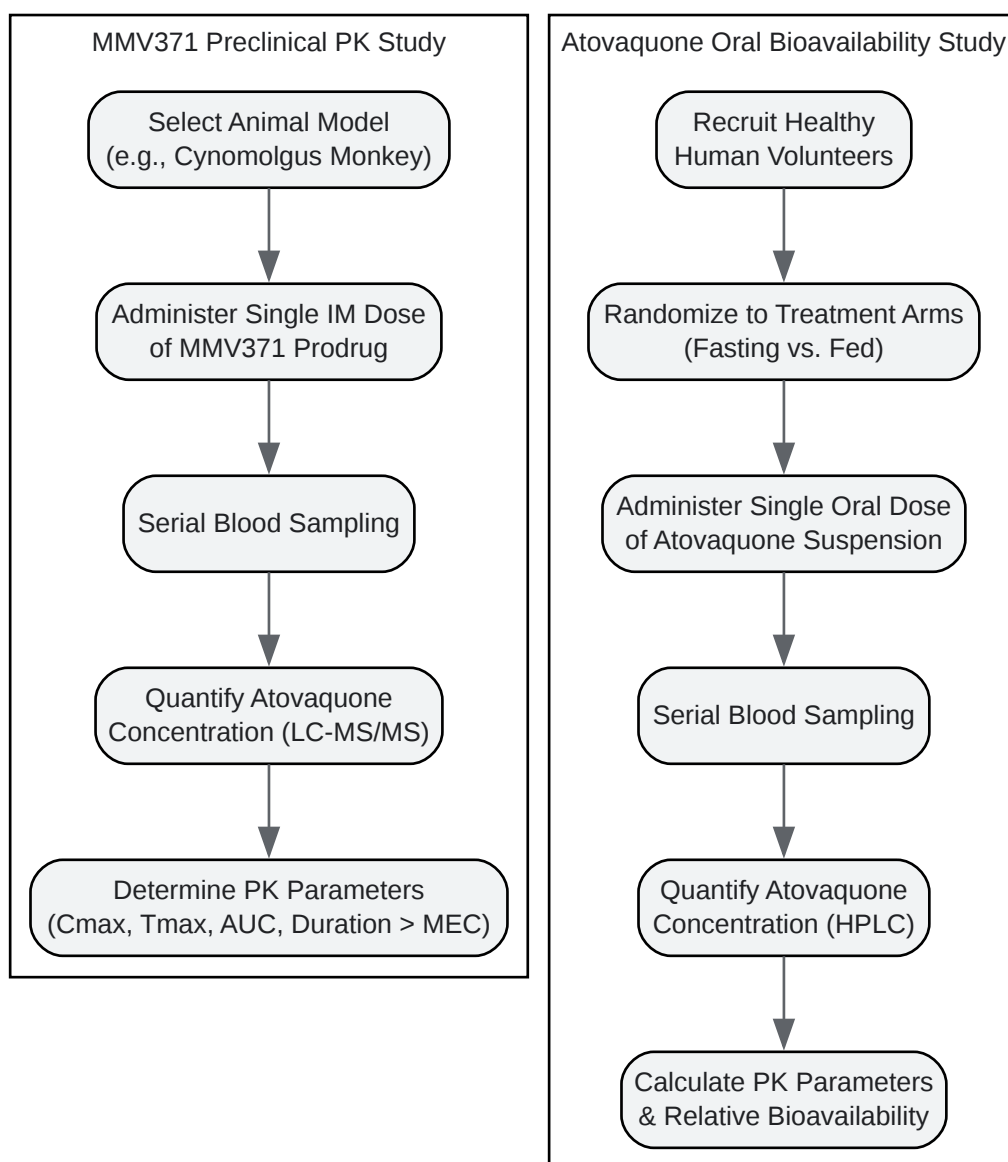 MMV371 Preclinical PK Study
Select Animal Model
(e.g., Cynomolgus Monkey)
Administer Single IM Dose
of MMV371 Prodrug
Serial Blood Sampling
Quantify Atovaquone
Concentration (LC-MS/MS)
Determine PK Parameters
(Cmax, Tmax, AUC, Duration > MEC)
Atovaquone Oral Bioavailability Study
Recruit Healthy
Human Volunteers
Randomize to Treatment Arms
(Fasting vs. Fed)
Administer Single Oral Dose
of Atovaquone Suspension
Serial Blood Sampling
Quantify Atovaquone
Concentration (HPLC)
Calculate PK Parameters
& Relative Bioavailability